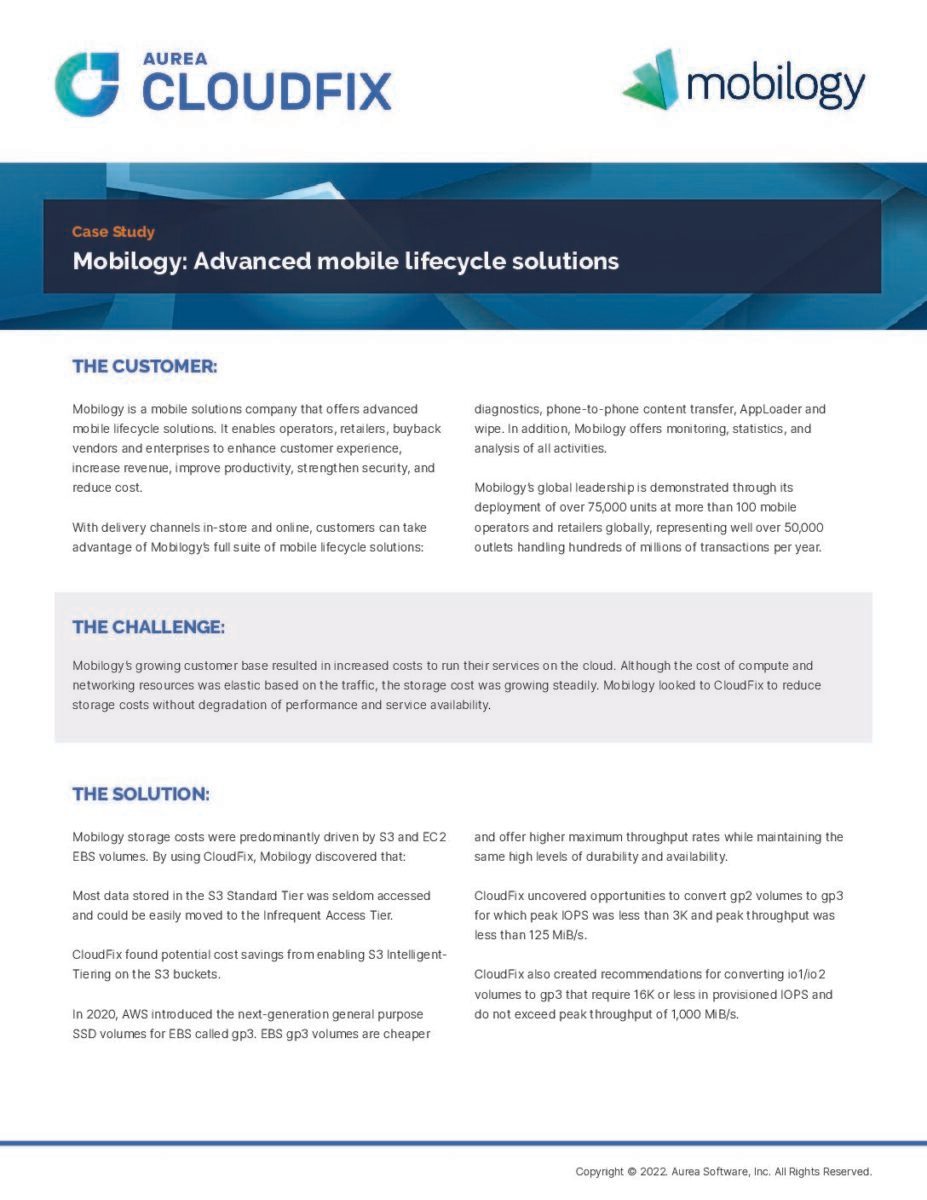 AUREA
CLOUDFIX
mobilogy
Case Study
Mobilogy: Advanced mobile lifecycle solutions
THE CUSTOMER:
Mobilogy is a mobile solutions company that offers advanced
mobile lifecycle solutions. It enables operators, retailers, buyback
vendors and enterprises to enhance customer experience,
increase revenue, improve productivity, strengthen security, and
reduce cost.
With delivery channels in-store and online, customers can take
advantage of Mobilogy's full suite of mobile lifecycle solutions:
diagnostics, phone-to-phone content transfer, AppLoader and
wipe. In addition, Mobilogy offers monitoring, statistics, and
analysis of all activities.
Mobilogy's global leadership is demonstrated through its
deployment of over 75,000 units at more than 100 mobile
operators and retailers globally, representing well over 50,000
outlets handling hundreds of millions of transactions per year.
THE CHALLENGE:
Mobilogy's growing customer base resulted in increased costs to run their services on the cloud. Although the cost of compute and
networking resources was elastic based on the traffic, the storage cost was growing steadily. Mobilogy looked to CloudFix to reduce
storage costs without degradation of performance and service availability.
THE SOLUTION:
Mobilogy storage costs were predominantly driven by S3 and EC2
EBS volumes. By using CloudFix, Mobilogy discovered that:
Most data stored in the S3 Standard Tier was seldom accessed
and could be easily moved to the Infrequent Access Tier.
CloudFix found potential cost savings from enabling S3 Intelligent-
Tiering on the S3 buckets.
In 2020, AWS introduced the next-generation general purpose
SSD volumes for EBS called gp3. EBS gp3 volumes are cheaper
and offer higher maximum throughput rates while maintaining the
same high levels of durability and availability.
CloudFix uncovered opportunities to convert gp2 volumes to gp3
for which peak IOPS was less than 3K and peak throughput was
less than 125 MiB/s.
CloudFix also created recommendations for converting io1/io2
volumes to gp3 that require 16K or less in provisioned IOPS and
do not exceed peak throughput of 1,000 MiB/s.
Copyright © 2022. Aurea Software, Inc. All Rights Reserved.